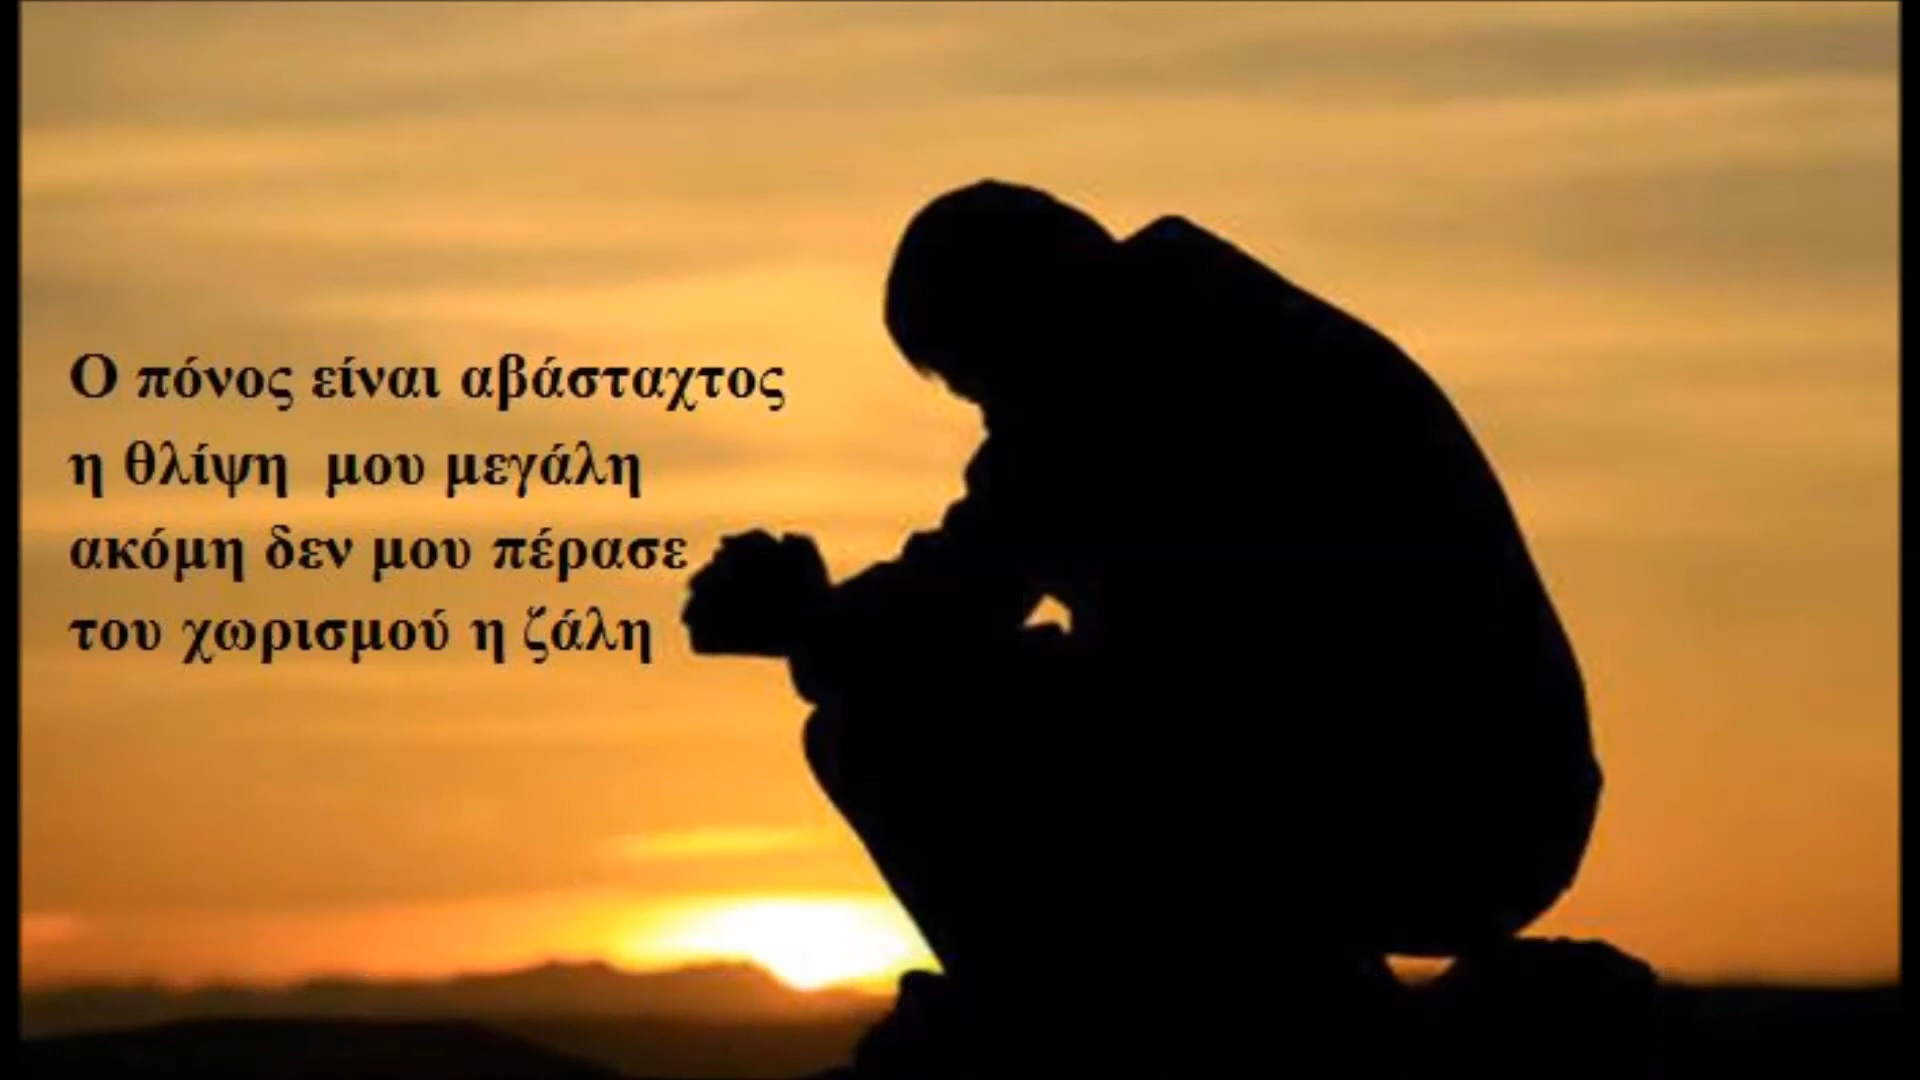 Ο πόνος είναι αβάσταχτος
η θλίψη μου μεγάλη
ακόμη δεν μου πέρασε
του χωρισμού η ζάλη